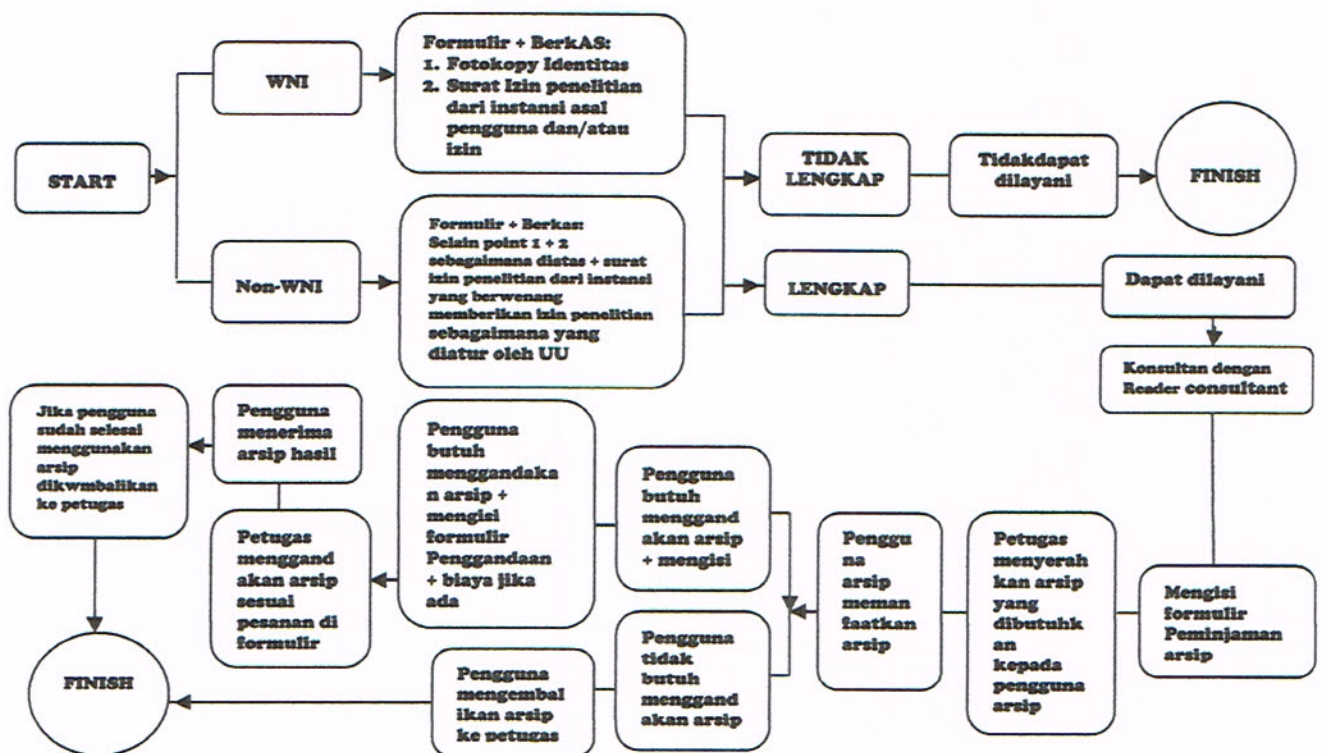 START
WNI
Formulir + BerkAS:
1. Fotokopy Identitas
2. Surat Izin penelitian
dari instansi asal
pengguna dan/atau
izin
Non-WNI
Formulir + Berkas:
Selain point 1 + 2
sebagaimana diatas + surat
izin penelitian dari instansi
yang berwenang
memberikan izin penelitian
sebagaimana yang
diatur oleh UU
TIDAK
LENGKAP
Tidakdapat
dilayani
FINISH
LENGKAP
Dapat dilayani
Konsultan dengan
Reader consultant
Mengisi
formulir
Peminjaman
arsip
Petugas
menyerah
kan arsip
yang
dibutuhk
an
kepada
pengguna
arsip
Penggu
na
arsip
meman
faatkan
arsip
Pengguna
butuh
menggand
akan arsip
+ mengisi
Pengguna
butuh
menggandaka
n arsip +
mengisi
formulir
Penggandaan
+ biaya jika
ada
Petugas
menggand
akan arsip
sesuai
pesanan di
formulir
Pengguna
menerima
arsip hasil
Jika pengguna
sudah selesai
menggunakan
arsip
dikwmbalikan
ke petugas
Pengguna
tidak
butuh
menggand
akan arsip
Pengguna
mengembal
ikan arsip
ke petugas
FINISH